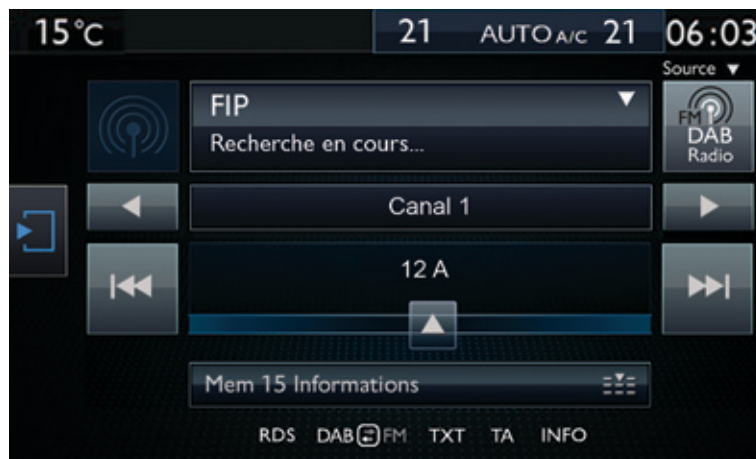 15°C 21 AUTO A/C 21 06:03
Source
FIP
Recherche en cours...
FM
DAB
Radio
Canal 1
12 A
Mem 15 Informations
RDS DAB FM TXT TA INFO